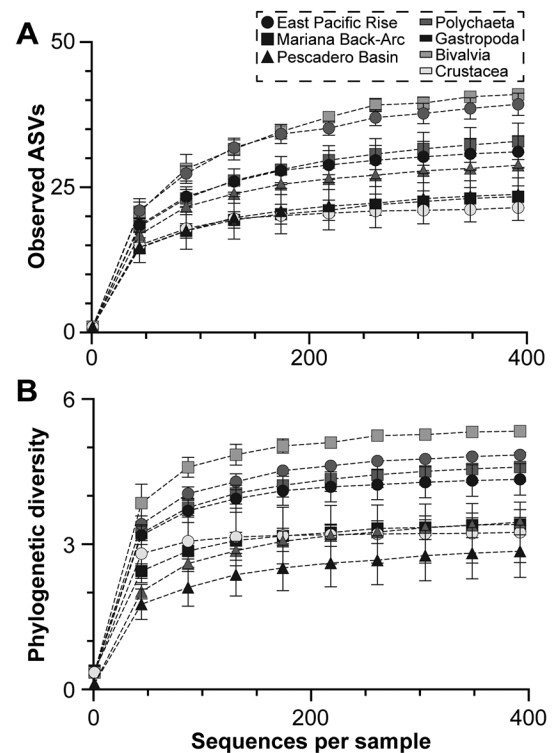 A
East Pacific Rise
Mariana Back-Arc
Pescadero Basin
Polychaeta
Gastropoda
Bivalvia
Crustacea
Observed ASVs
50
25
0
0
200
400
B
Phylogenetic diversity
6
3
0
0
200
400
Sequences per sample